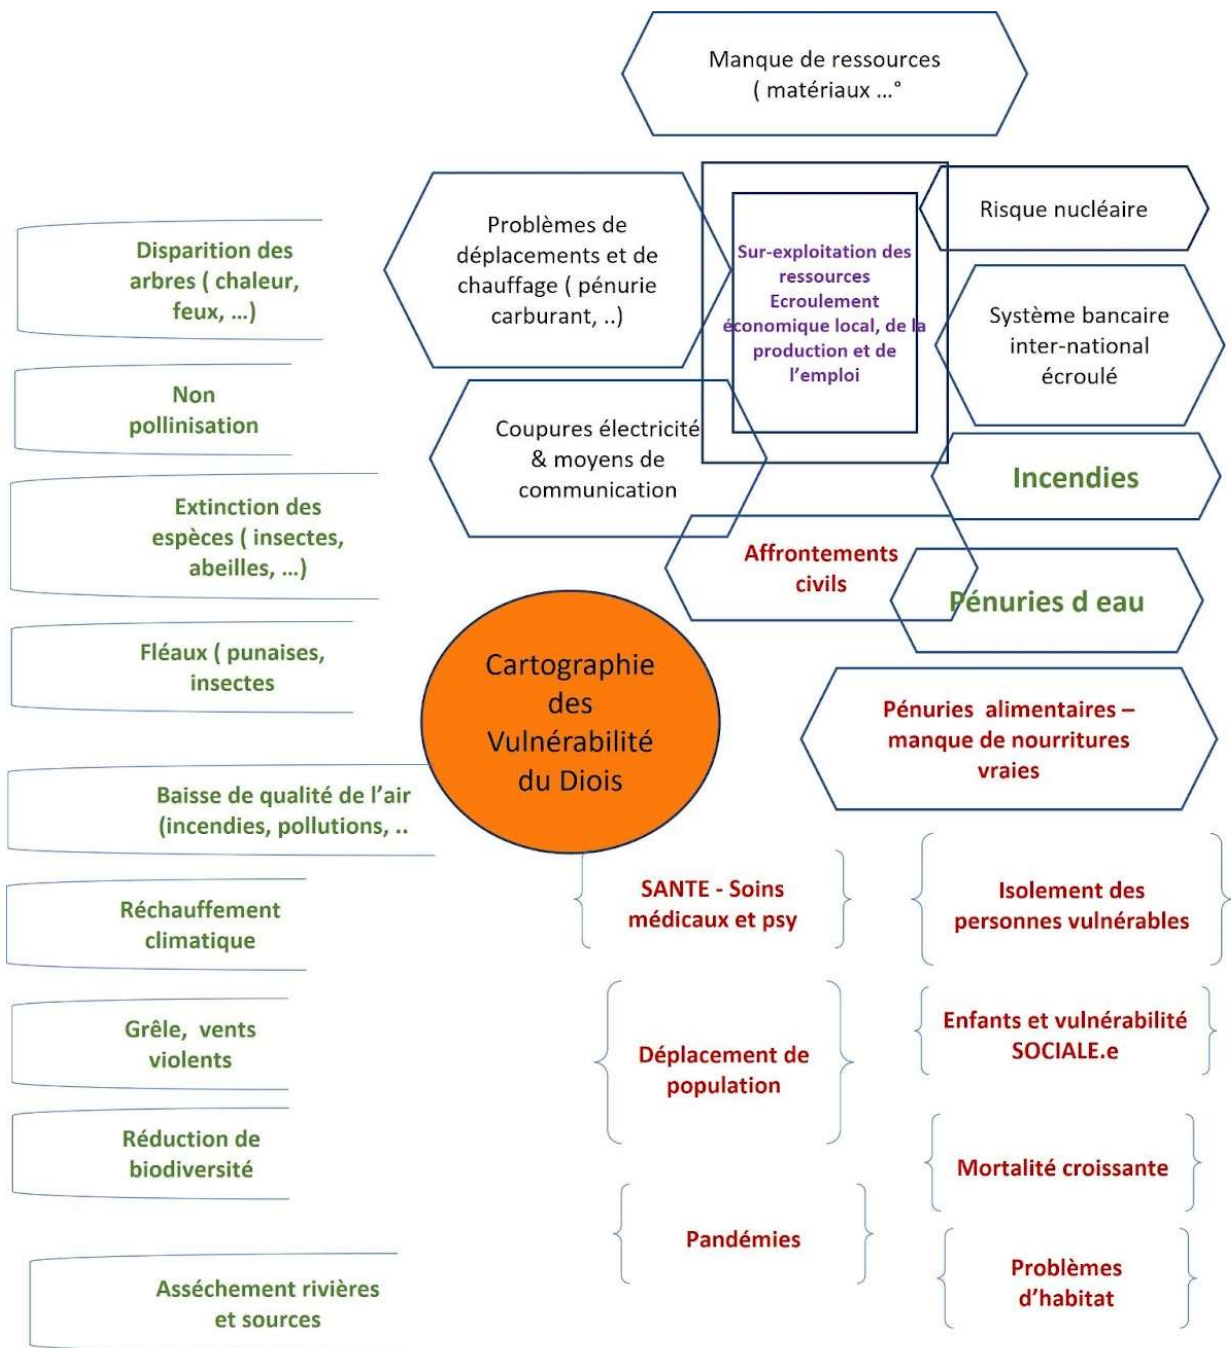 Manque de ressources
( matériaux ...°
Problèmes de
déplacements et de
chauffage ( pénurie
carburant, ..)
Sur-exploitation des
ressources
Ecroulement
économique local, de la
production et de
l’emploi
Risque nucléaire
Système bancaire
inter-national
écroulé
Coupures électricité
& moyens de
communication
Incendies
Affrontements
civils
Pénuries d eau
Pénuries alimentaires –
manque de nourritures
vraies
Disparition des
arbres ( chaleur,
feux, ...)
Non
pollinisation
Extinction des
espèces ( insectes,
abeilles, ...)
Fléaux ( punaises,
insectes
Baisse de qualité de l’air
(incendies, pollutions, ..
Réchauffement
climatique
Grêle, vents
violents
Réduction de
biodiversité
Asséchement rivières
et sources
Cartographie
des
Vulnérabilité
du Diois
SANTE - Soins
médicaux et psy
Isolement des
personnes vulnérables
Déplacement de
population
Enfants et vulnérabilité
SOCIALE.e
Mortalité croissante
Pandémies
Problèmes
d’habitat